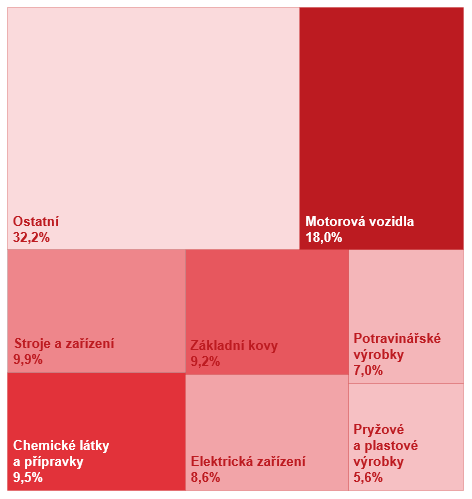 Ostatní
32,2%
Motorová vozidla
18,0%
Stroje a zařízení
9,9%
Základní kovy
9,2%
Potravinářské
výrobky
7,0%
Chemické látky
a přípravky
9,5%
Elektrická zařízení
8,6%
Pryžové
a plastové
výrobky
5,6%